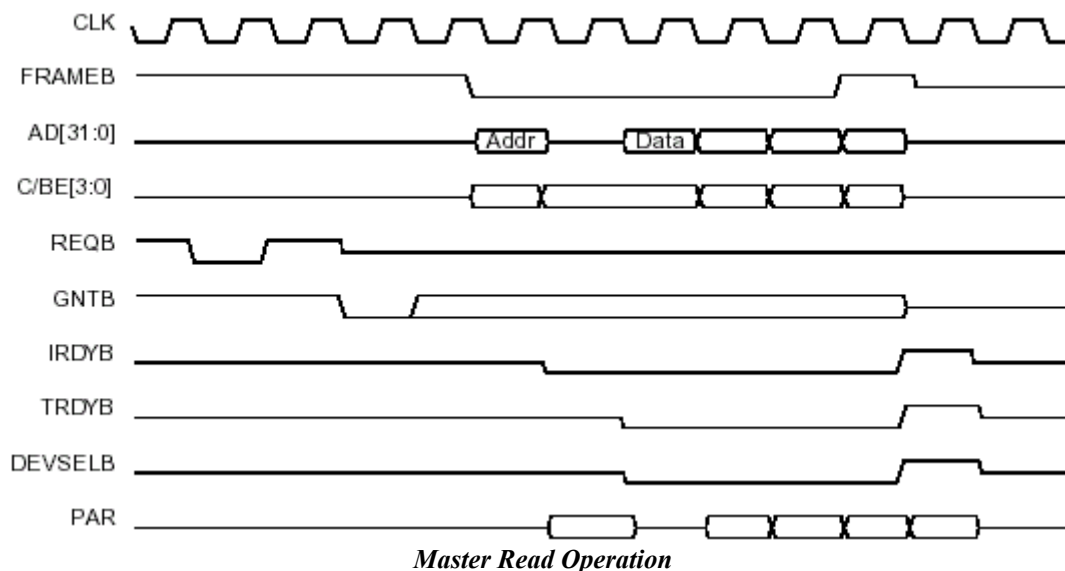 CLK
FRAMEB
AD[31:0]
Addr
Data
C/BE[3:0]
REQB
GNTB
IRDYB
TRDYB
DEVSELB
PAR
Master Read Operation